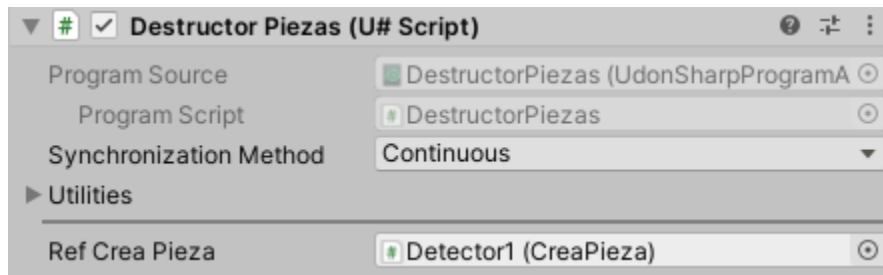 Destructor Piezas (U# Script)
Program Source DestructorPiezas (UdonSharpProgramA
Program Script DestructorPiezas
Synchronization Method Continuous
Utilities
Ref Crea Pieza Detector1 (CreaPieza)